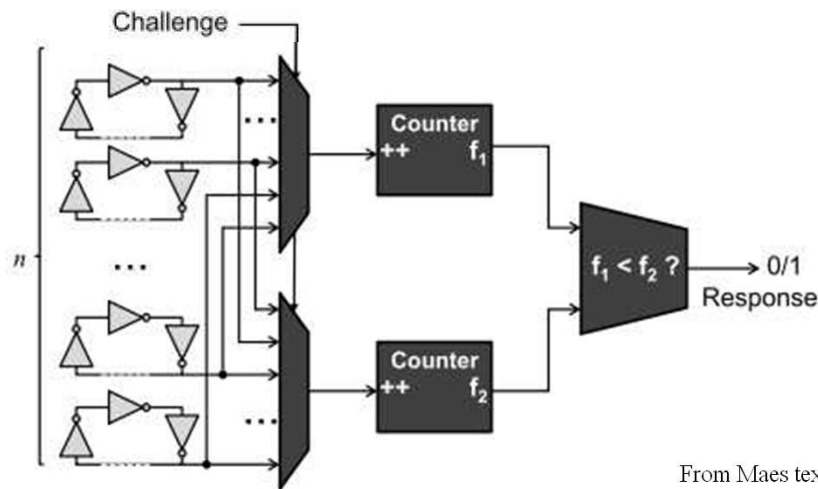 Challenge
n
...
...
...
Counter
++ f₁
f₁ < f₂ ?
0/1
Response
Counter
++ f₂
From Maes tex